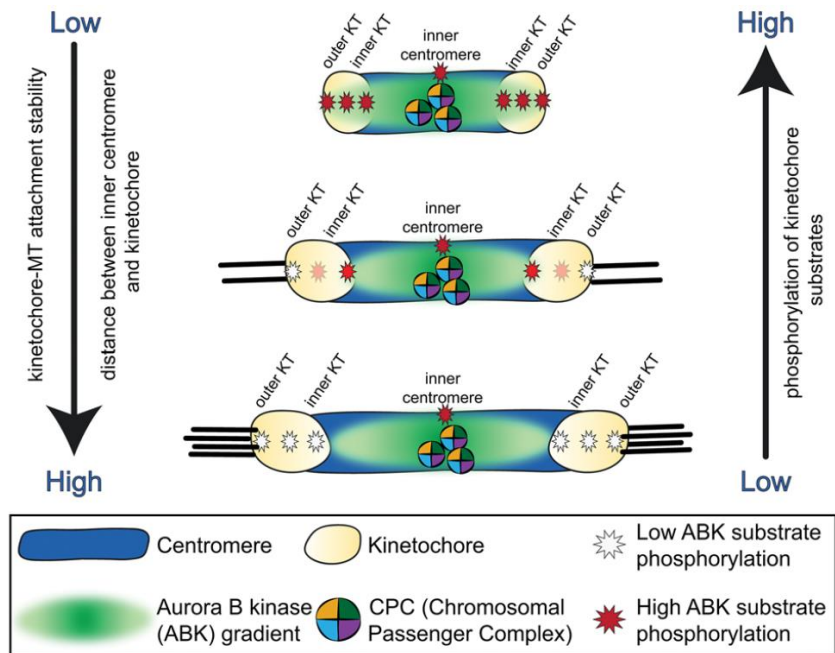 Low
High
kinetochore-MT attachment stability
distance between inner centromere
and kinetochore
outer KT
inner KT
inner
centromere
inner KT
outer KT
outer KT
inner KT
inner
centromere
inner KT
outer KT
outer KT
inner KT
inner
centromere
inner KT
outer KT
phosphorylation of kinetochore
substrates
High
Low
Centromere
Kinetochore
Low ABK substrate
phosphorylation
Aurora B kinase
(ABK) gradient
CPC (Chromosomal
Passenger Complex)
High ABK substrate
phosphorylation